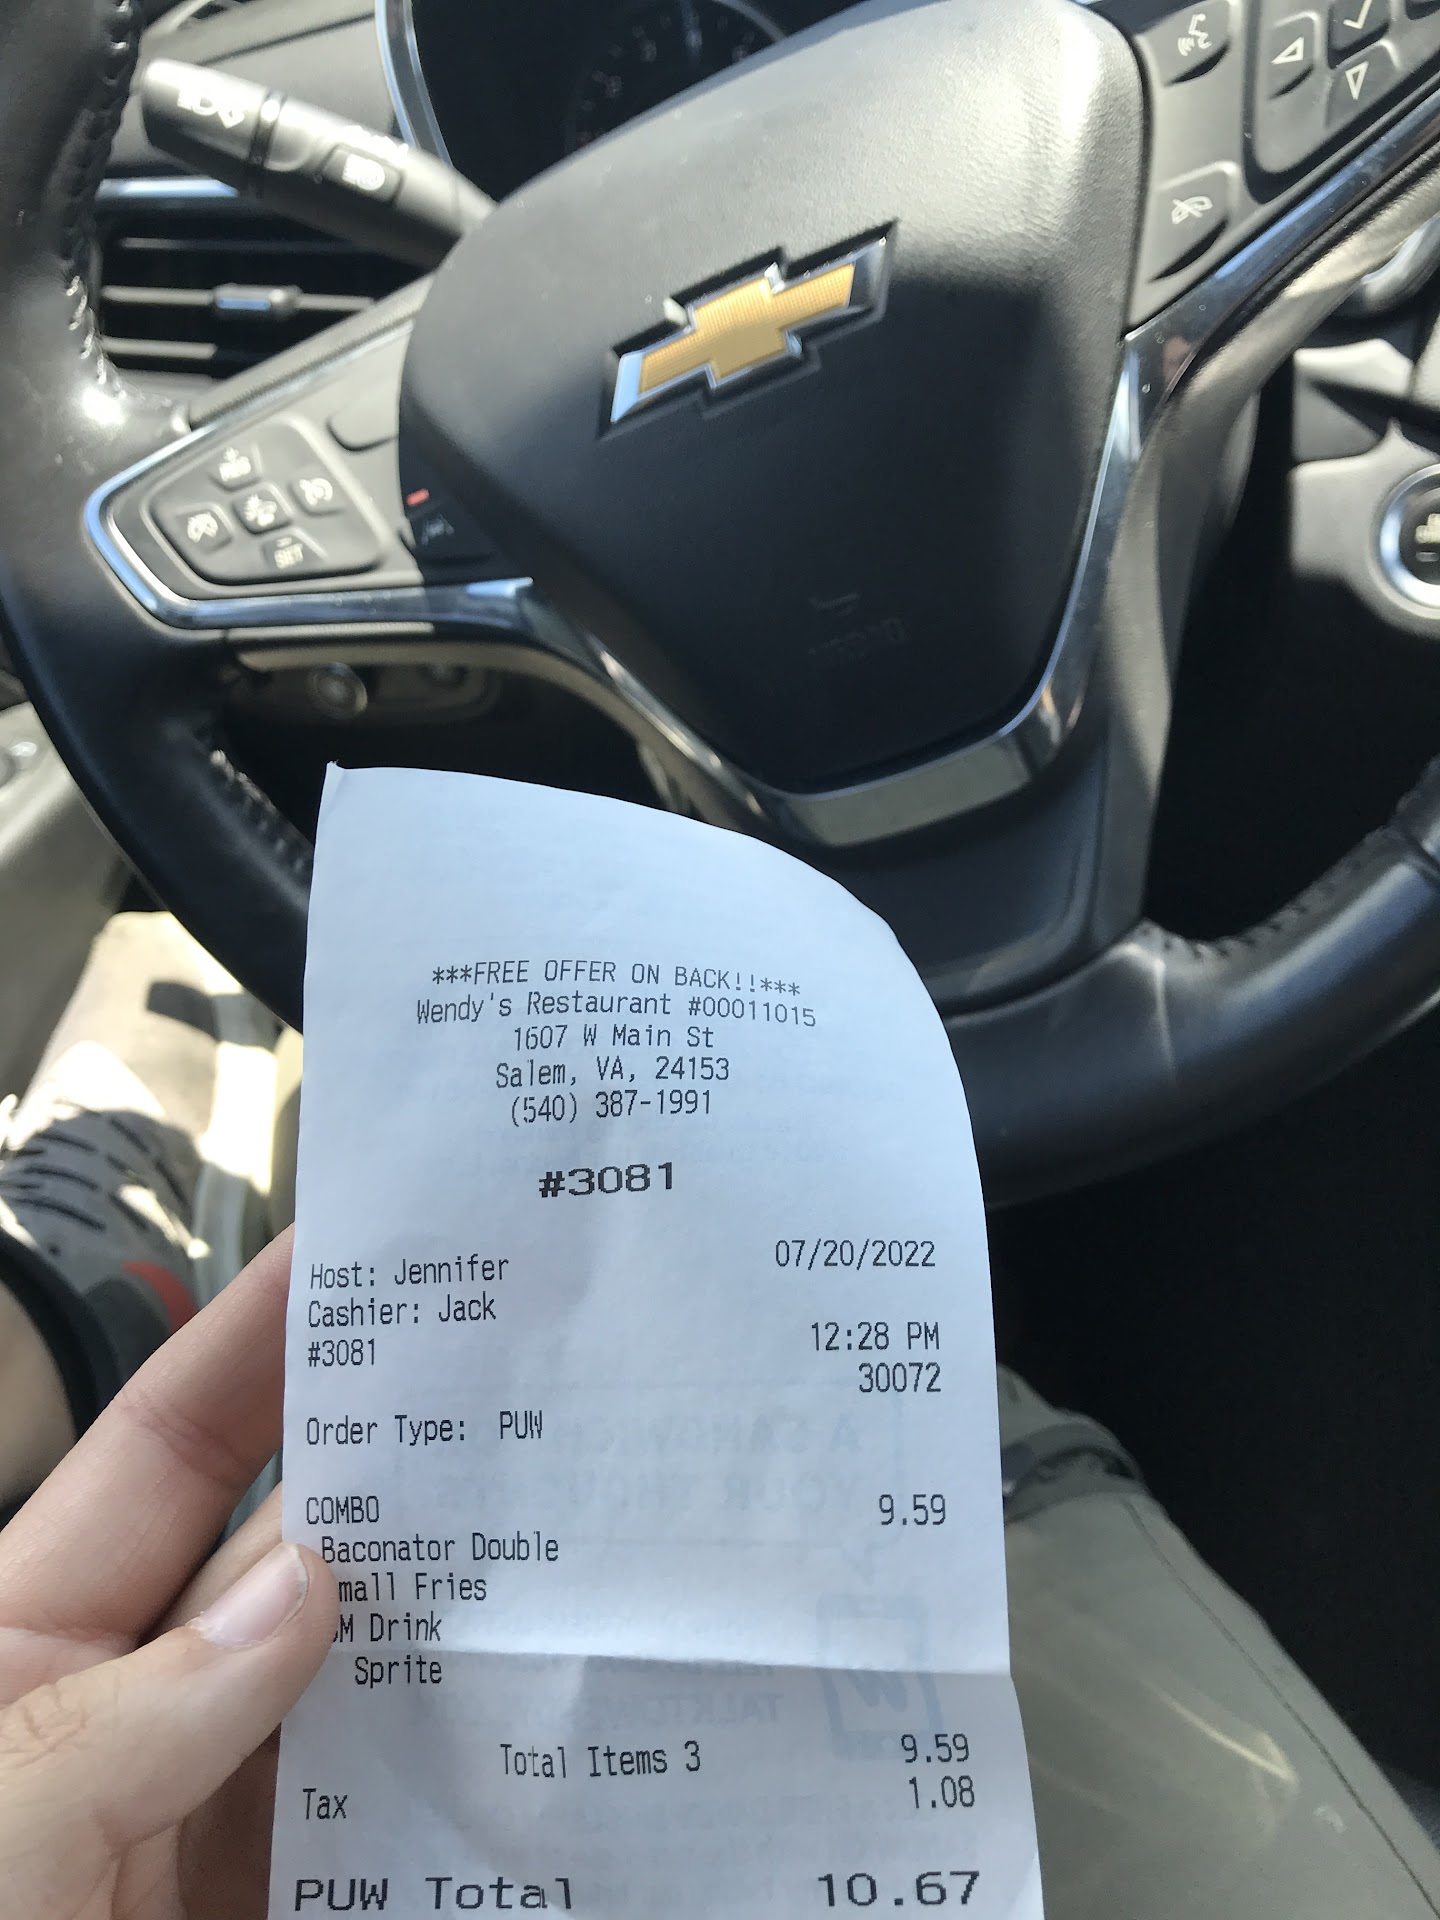 ***FREE OFFER ON BACK!!***
Wendy's Restaurant #00011015
1607 W Main St
Salem, VA, 24153
(540) 387-1991
#3081
Host: Jennifer 07/20/2022
Cashier: Jack
#3081 12:28 PM
30072
Order Type: PUW
COMBO 9.59
Baconator Double
mall Fries
M Drink
Sprite
Total Items 3 9.59
Tax 1.08
PUW Total 10.67